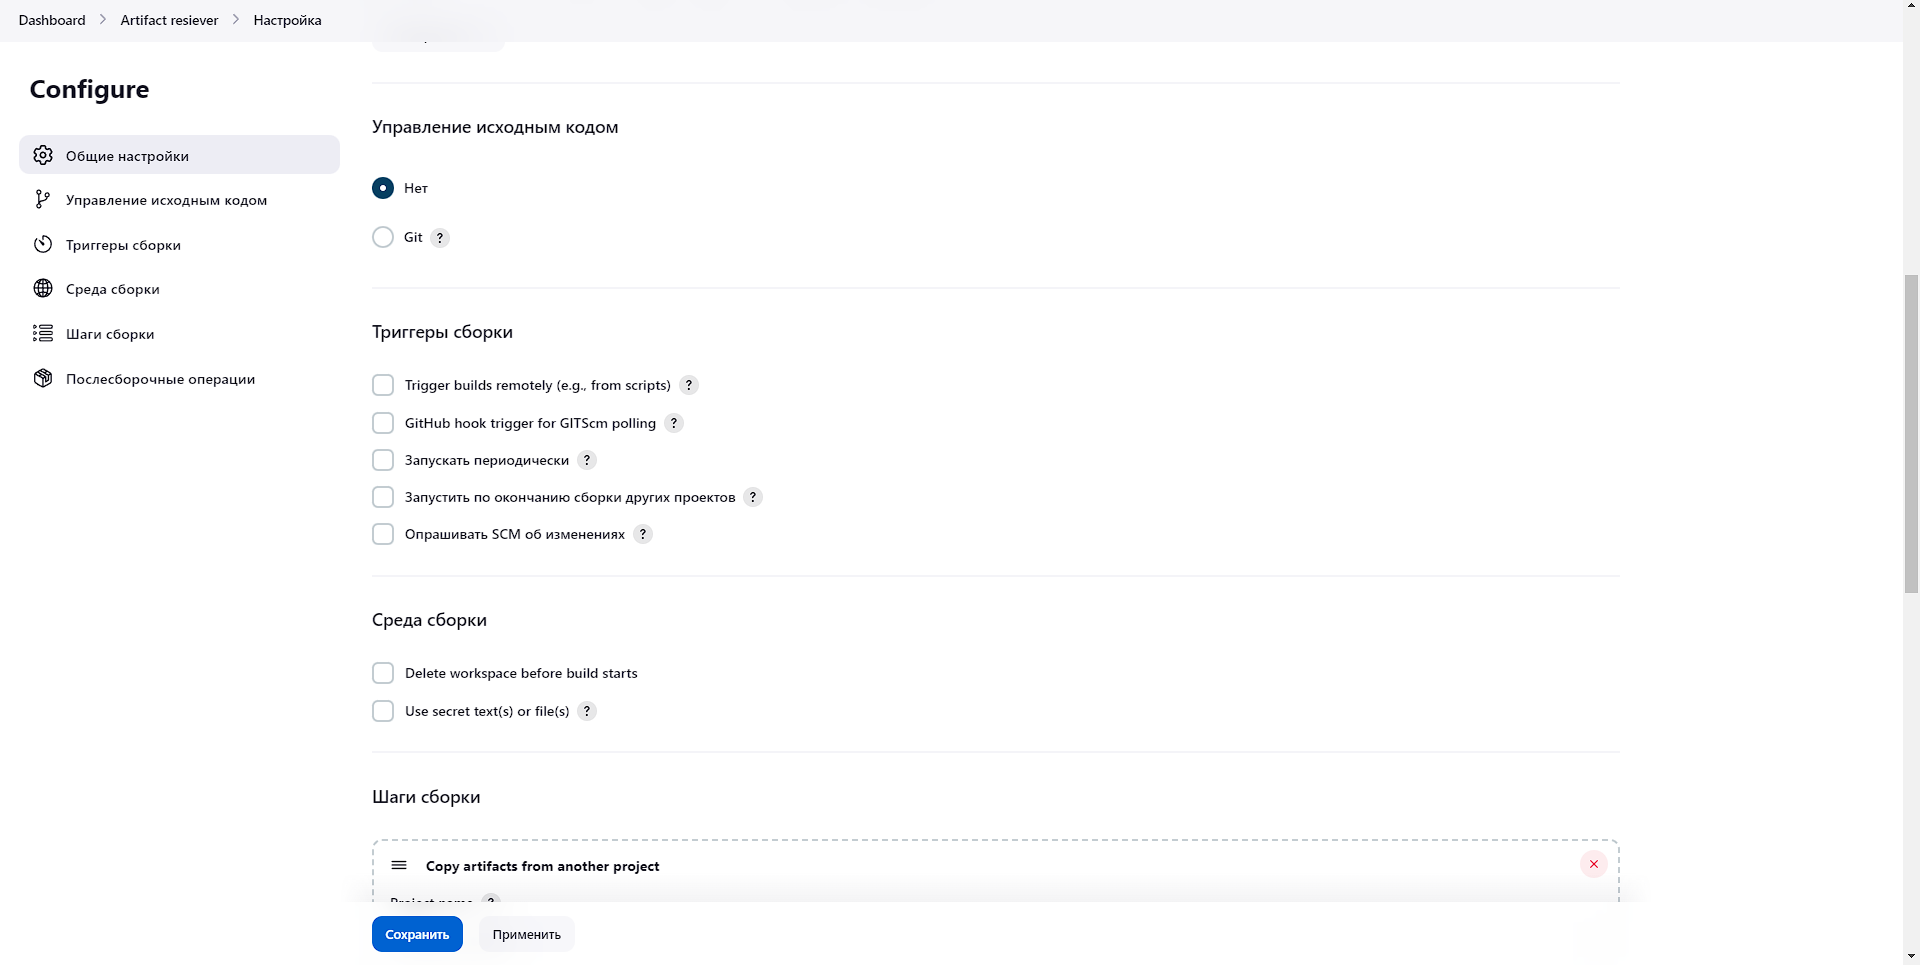 Dashboard > Artifact resiever > Настройка
Configure
Общие настройки
Управление исходным кодом
Триггеры сборки
Среда сборки
Шаги сборки
Послесборочные операции
Управление исходным кодом
Нет
Git ?
Триггеры сборки
Trigger builds remotely (e.g., from scripts) ?
GitHub hook trigger for GITScm polling ?
Запускать периодически ?
Запустить по окончанию сборки других проектов ?
Опрашивать SCM об изменениях ?
Среда сборки
Delete workspace before build starts
Use secret text(s) or file(s) ?
Шаги сборки
Copy artifacts from another project
Project name ?
Сохранить
Применить